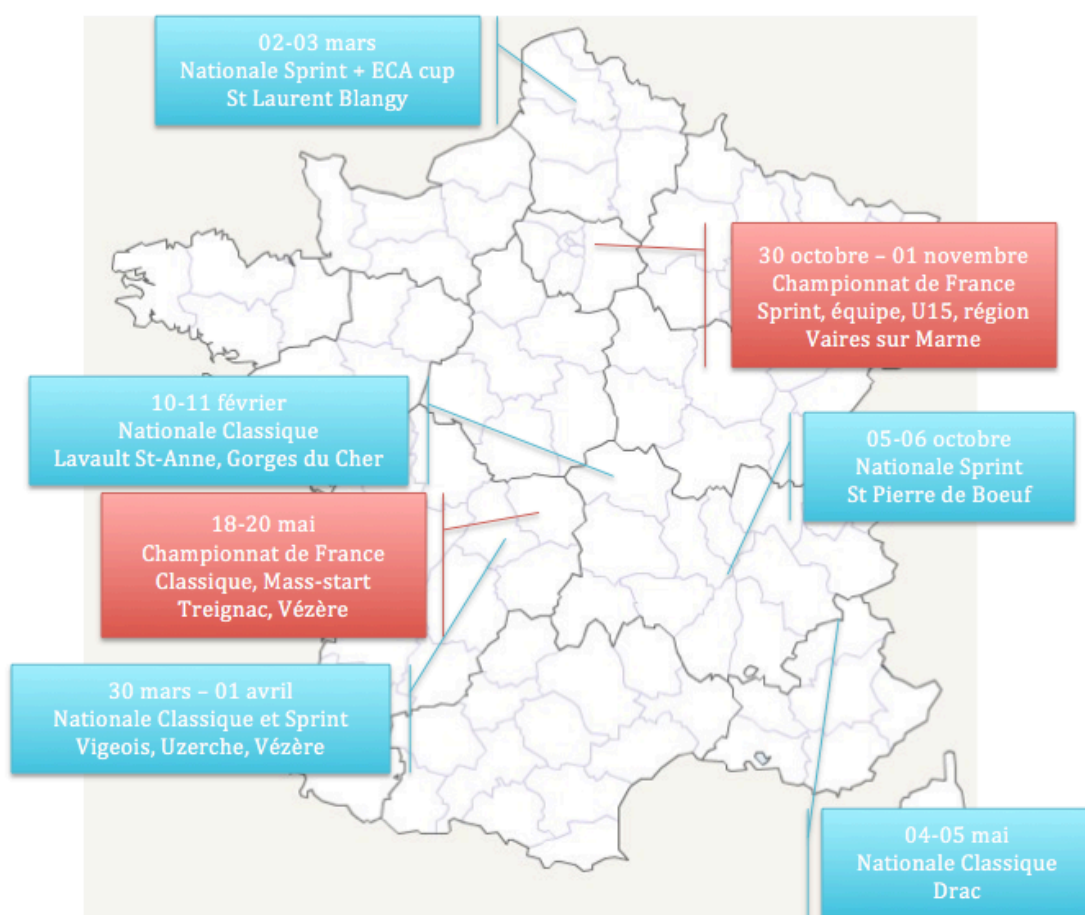 02-03 mars
Nationale Sprint + ECA cup
St Laurent Blangy
30 octobre – 01 novembre
Championnat de France
Sprint, équipe, U15, région
Vaires sur Marne
10-11 février
Nationale Classique
Lavault St-Anne, Gorges du Cher
05-06 octobre
Nationale Sprint
St Pierre de Boeuf
18-20 mai
Championnat de France
Classique, Mass-start
Treignac, Vézère
30 mars – 01 avril
Nationale Classique et Sprint
Vigeois, Uzerche, Vézère
04-05 mai
Nationale Classique
Drac